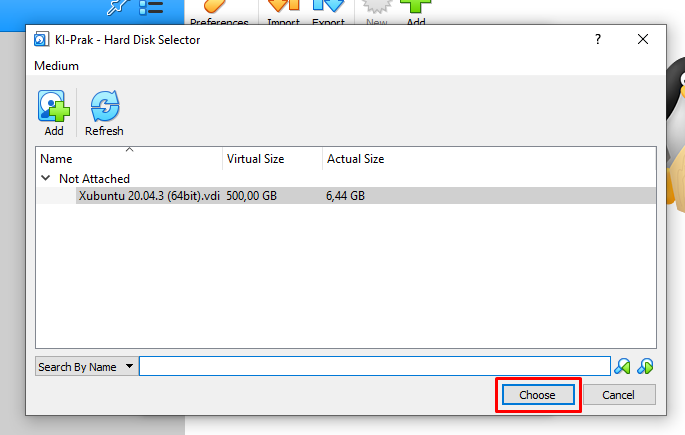 Preferences Import Export New Add
KI-Prak - Hard Disk Selector ?
Medium
Add Refresh
Name Virtual Size Actual Size
Not Attached
Xubuntu 20.04.3 (64bit).vdi 500,00 GB 6,44 GB
Search By Name
Choose Cancel